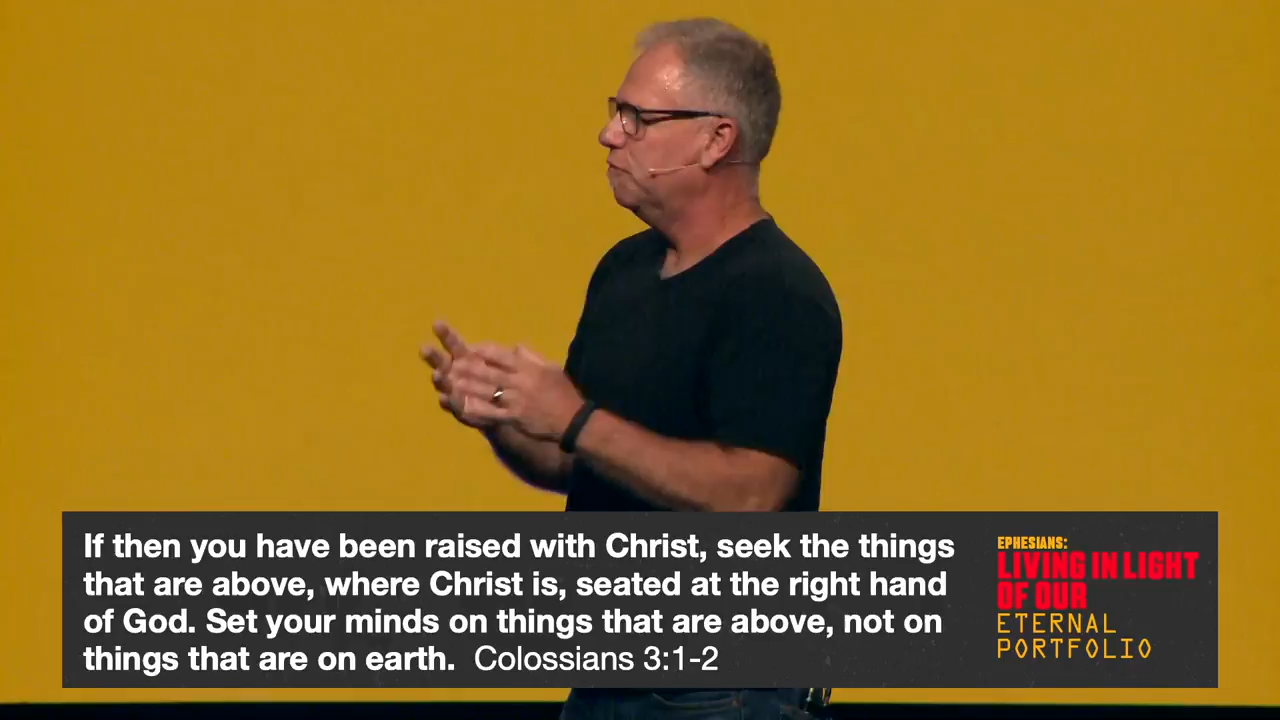 If then you have been raised with Christ, seek the things
that are above, where Christ is, seated at the right hand
of God. Set your minds on things that are above, not on
things that are on earth. Colossians 3:1-2
EPHESIANS:
LIVING IN LIGHT
OF OUR
ETERNAL
PORTFOLIO